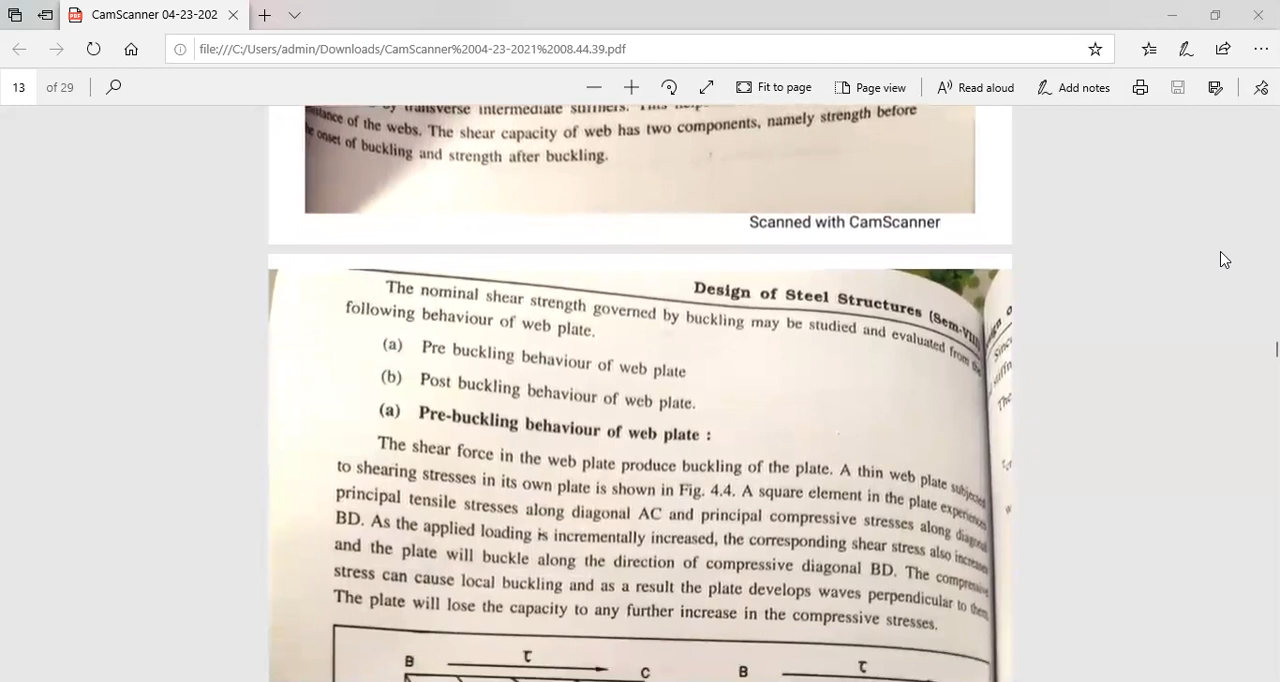 CamScanner 04-23-202
file:///C:/Users/admin/Downloads/CamScanner%2004-23-2021%2008.44.39.pdf
13 of 29
Fit to page
Page view
Read aloud
Add notes
by transverse intermediate stiffners. This
of the webs. The shear capacity of web has two components, namely strength before
onset of buckling and strength after buckling.
Scanned with CamScanner
Design of Steel Structures (Sem-VIII)
The nominal shear strength governed by buckling may be studied and evaluated from the
following behaviour of web plate.
(a) Pre buckling behaviour of web plate
(b) Post buckling behaviour of web plate.
(a) Pre-buckling behaviour of web plate :
The shear force in the web plate produce buckling of the plate. A thin web plate subjected
to shearing stresses in its own plate is shown in Fig. 4.4. A square element in the plate experiences
principal tensile stresses along diagonal AC and principal compressive stresses along diagonal
BD. As the applied loading is incrementally increased, the corresponding shear stress also increases
and the plate will buckle along the direction of compressive diagonal BD. The compressive
stress can cause local buckling and as a result the plate develops waves perpendicular to them
The plate will lose the capacity to any further increase in the compressive stresses.
B τ C B τ